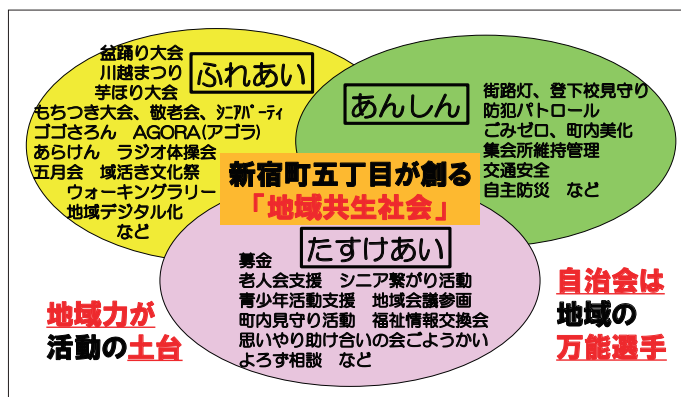 ふれあい
盆踊り大会
川越まつり
芋ほり大会
もちつき大会、敬老会、ｼﾆｱﾊﾟｰﾃｨ
ゴゴさろん　AGORA(アゴラ)
あらけん　ラジオ体操会
五月会　域活き文化祭
ウォーキングラリー
地域デジタル化
など
あんしん
街路灯、登下校見守り
防犯パトロール
ごみゼロ、町内美化
集会所維持管理
交通安全
自主防災　など
新宿町五丁目が創る
「地域共生社会」
たすけあい
募金
老人会支援　シニア繋がり活動
青少年活動支援　地域会議参画
町内見守り活動　福祉情報交換会
思いやり助け合いの会ごようかい
よろず相談　など
地域力が
活動の土台
自治会は
地域の
万能選手